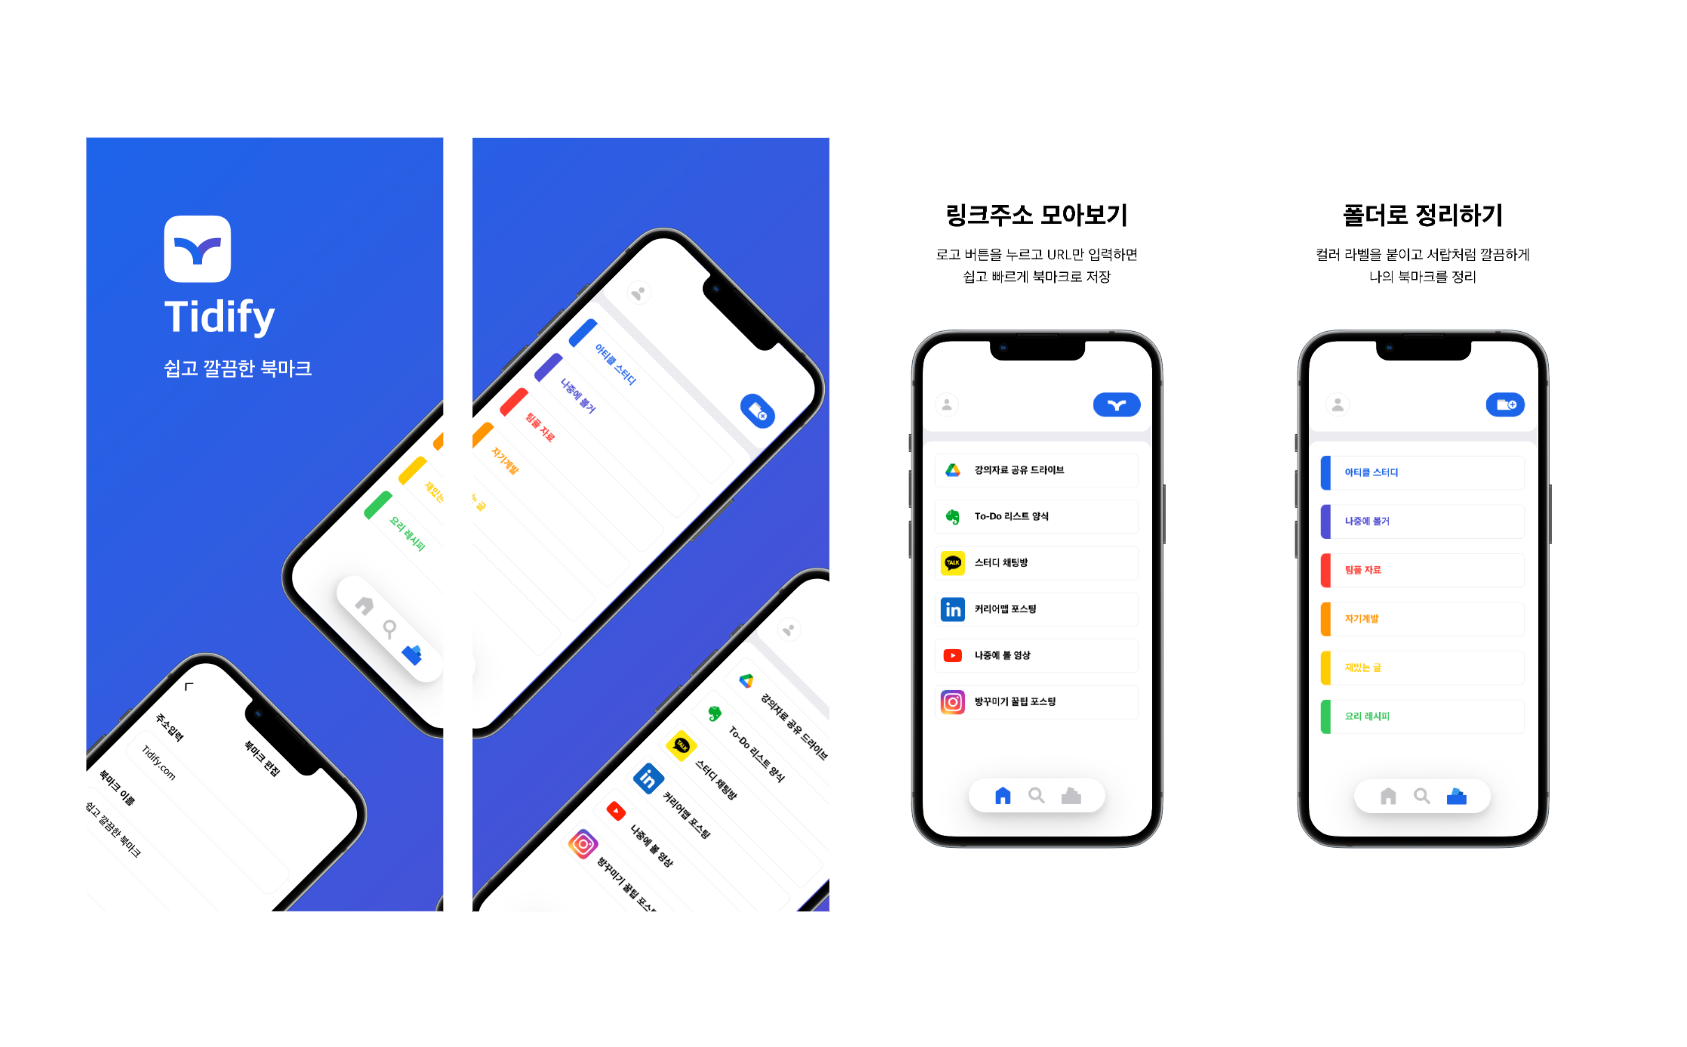 Tidify
쉽고 깔끔한 북마크
주소입력
Tidify.com
북마크 이름
쉽고 깔끔한 북마크
북마크 편집
아티클 스터디
나중에 볼거
팀플 자료
자기계발
재밌는 글
요리 레시피
강의자료 공유 드라이브
To-Do 리스트 양식
TALK
스터디 채팅방
in
커리어맵 포스팅
나중에 볼 영상
방꾸미기 꿀팁 포스팅
링크주소 모아보기
로고 버튼을 누르고 URL만 입력하면
쉽고 빠르게 북마크로 저장
강의자료 공유 드라이브
To-Do 리스트 양식
TALK
스터디 채팅방
in
커리어맵 포스팅
나중에 볼 영상
방꾸미기 꿀팁 포스팅
폴더로 정리하기
컬러 라벨을 붙이고 서랍처럼 깔끔하게
나의 북마크를 정리
아티클 스터디
나중에 볼거
팀플 자료
자기계발
재밌는 글
요리 레시피